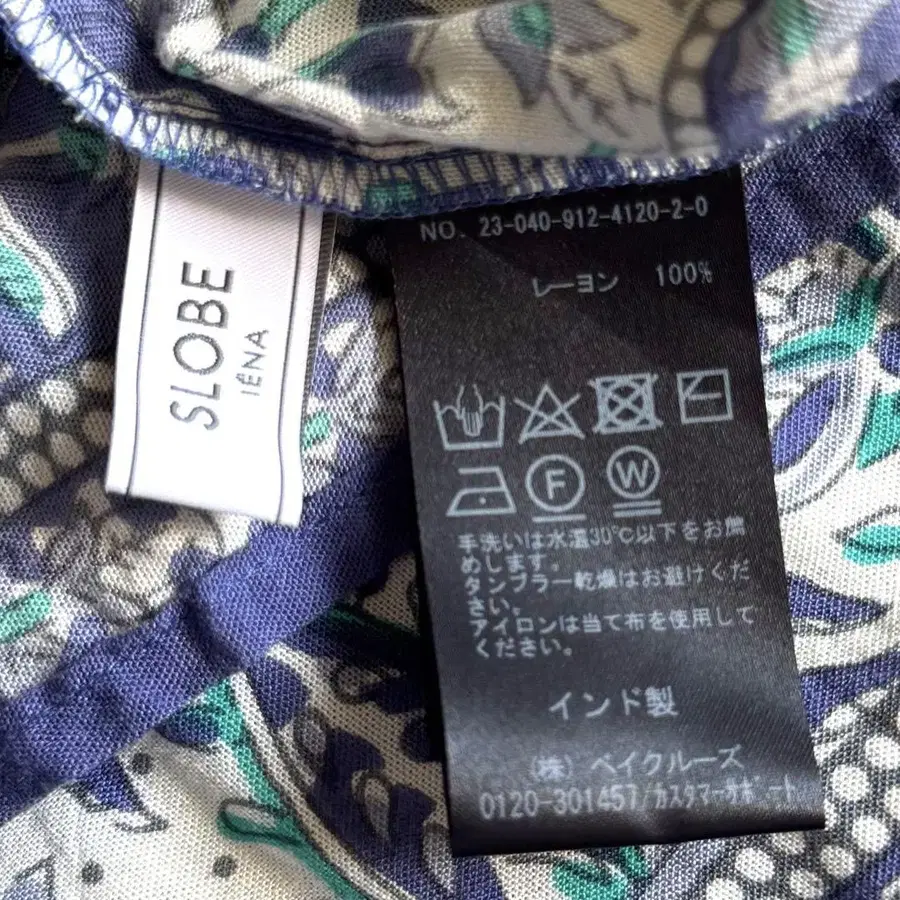 SLOBE
IÉNA
NO. 23-040-912-4120-2-0
レーヨン 100%
F
W
手洗いは水温30℃以下をお薦
めします。
タンブラー乾燥はお避けくだ
さい。
アイロンは当て布を使用して
ください。
インド製
(株) ベイクルーズ
0120-301457/カスタマーサポート